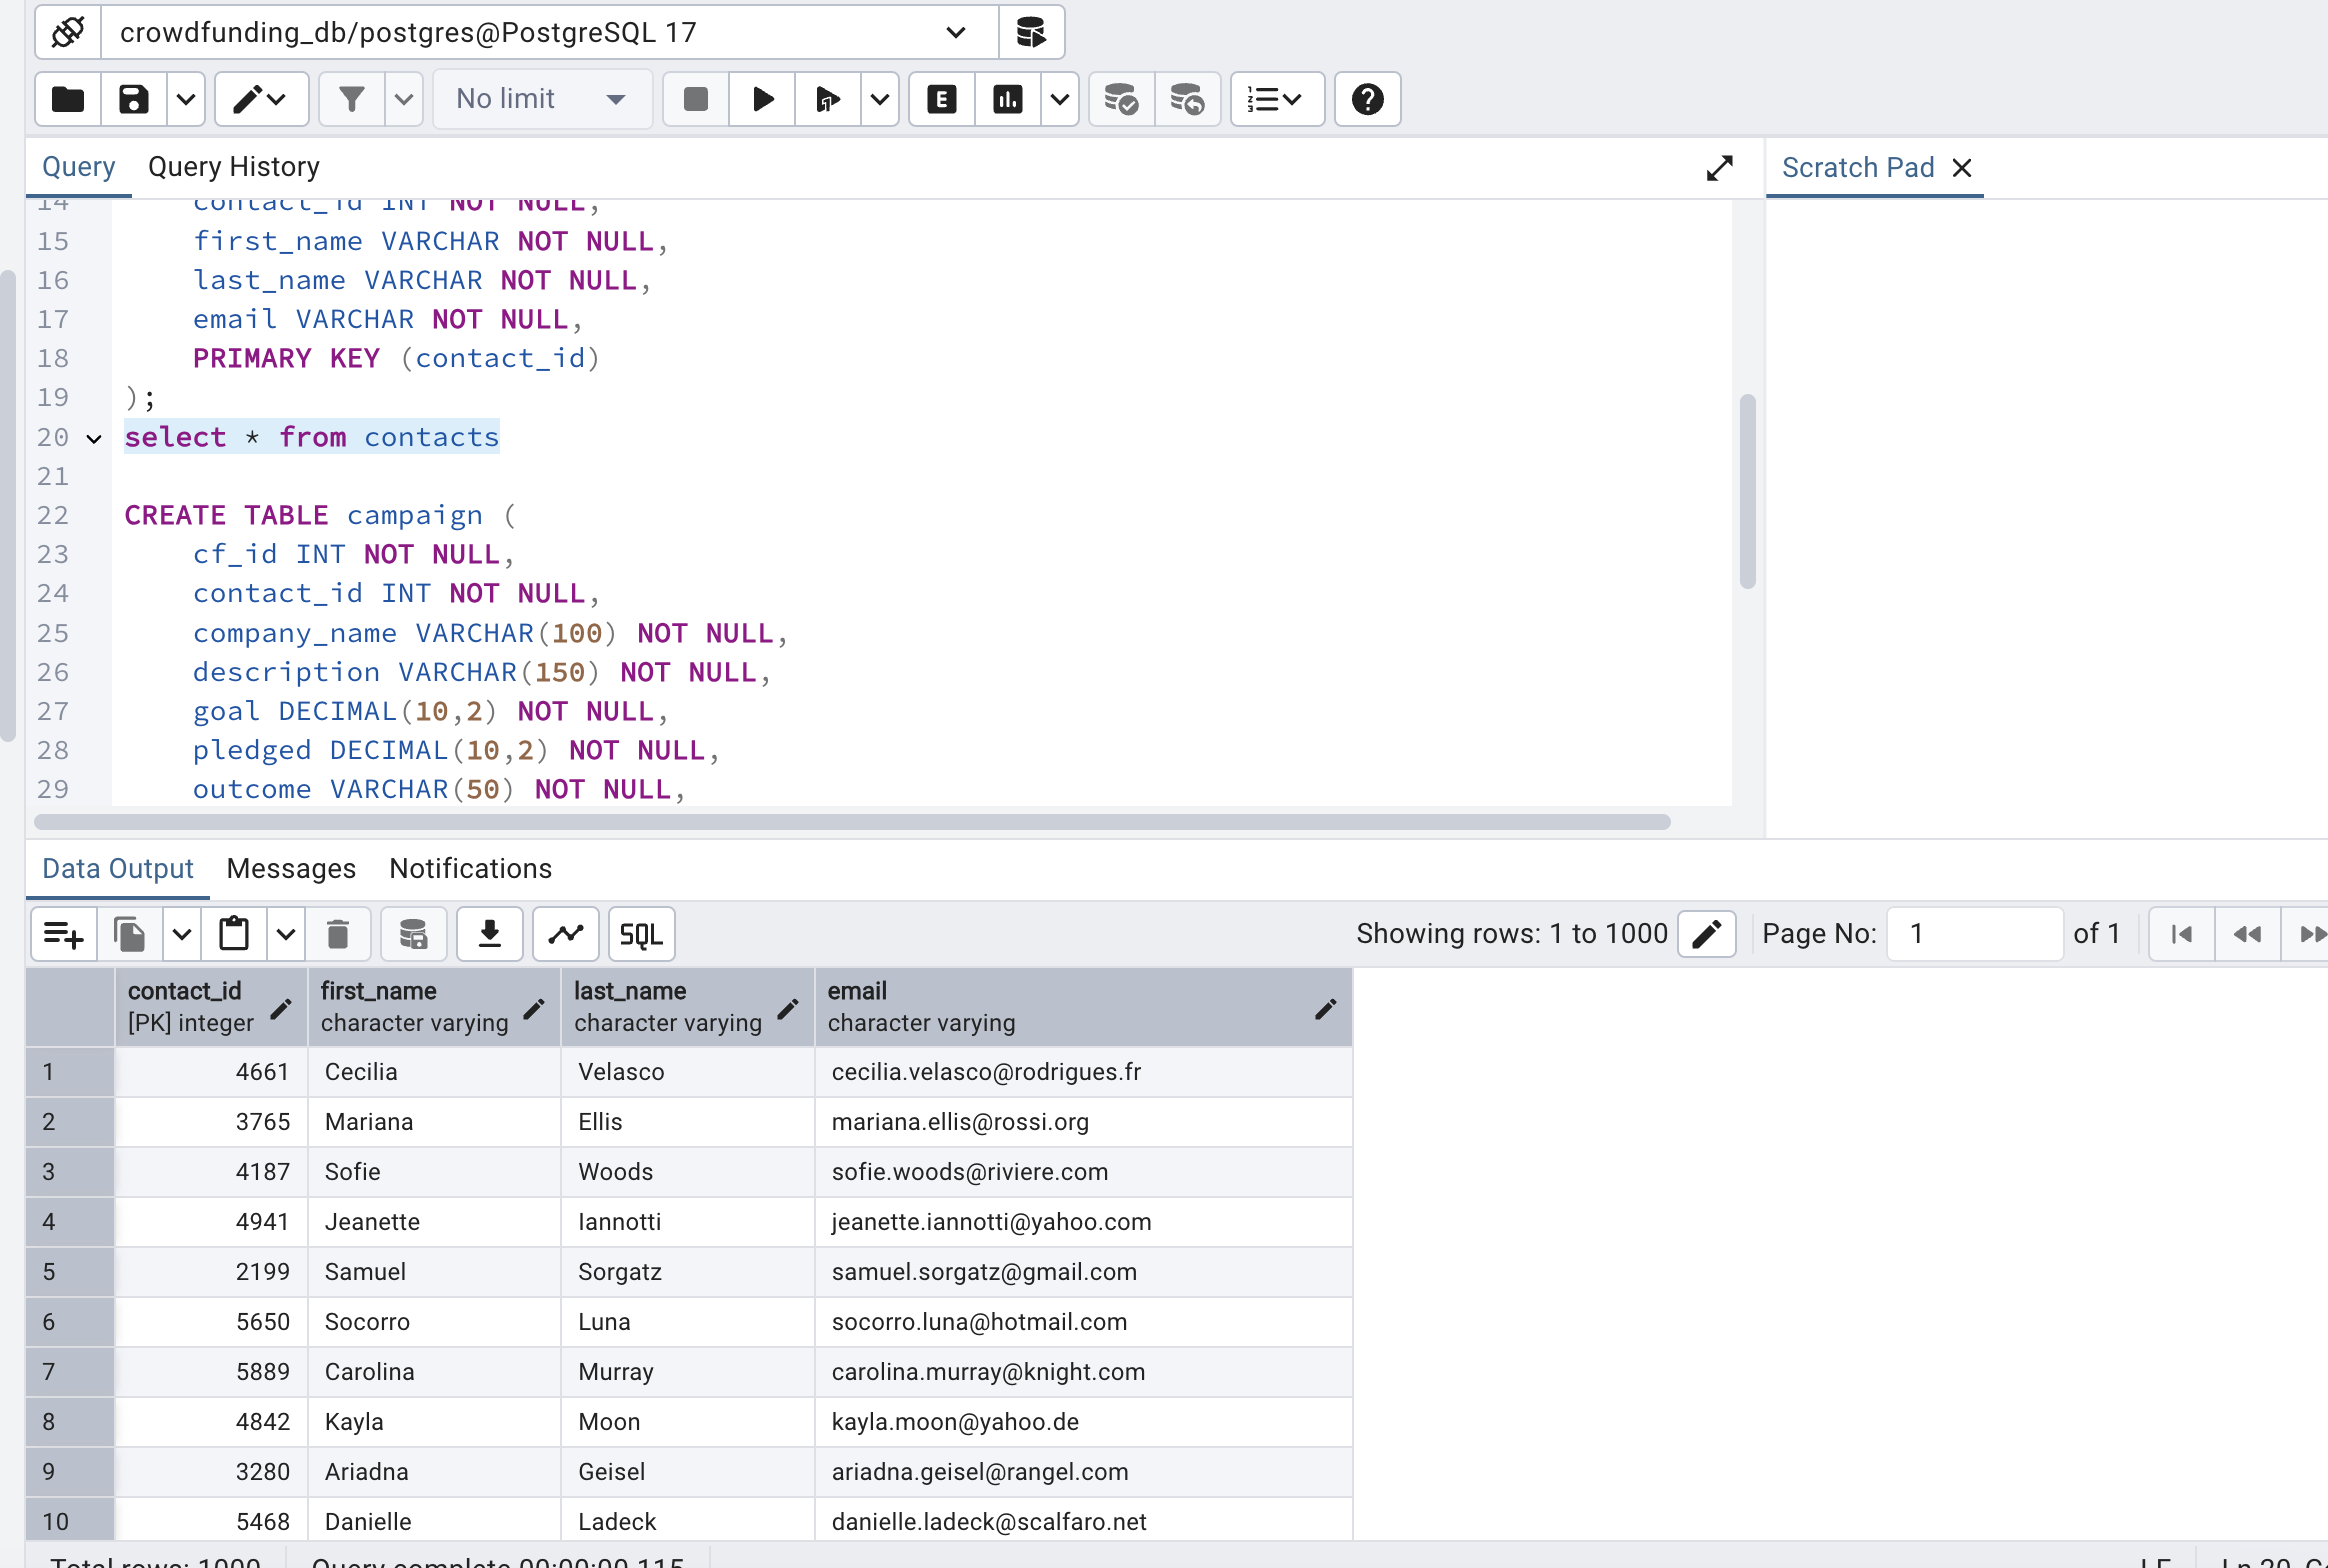 crowdfunding_db/postgres@PostgreSQL 17
No limit
E
Query Query History
Scratch Pad
14 contact_id INT NOT NULL,
15 first_name VARCHAR NOT NULL,
16 last_name VARCHAR NOT NULL,
17 email VARCHAR NOT NULL,
18 PRIMARY KEY (contact_id)
19 );
20 select * from contacts
21
22 CREATE TABLE campaign (
23 cf_id INT NOT NULL,
24 contact_id INT NOT NULL,
25 company_name VARCHAR(100) NOT NULL,
26 description VARCHAR(150) NOT NULL,
27 goal DECIMAL(10,2) NOT NULL,
28 pledged DECIMAL(10,2) NOT NULL,
29 outcome VARCHAR(50) NOT NULL,
Data Output Messages Notifications
SQL Showing rows: 1 to 1000 Page No: 1 of 1
contact_id first_name last_name email
[PK] integer character varying character varying character varying
1 4661 Cecilia Velasco cecilia.velasco@rodrigues.fr
2 3765 Mariana Ellis mariana.ellis@rossi.org
3 4187 Sofie Woods sofie.woods@riviere.com
4 4941 Jeanette Iannotti jeanette.iannotti@yahoo.com
5 2199 Samuel Sorgatz samuel.sorgatz@gmail.com
6 5650 Socorro Luna socorro.luna@hotmail.com
7 5889 Carolina Murray carolina.murray@knight.com
8 4842 Kayla Moon kayla.moon@yahoo.de
9 3280 Ariadna Geisel ariadna.geisel@rangel.com
10 5468 Danielle Ladeck danielle.ladeck@scalfaro.net
Total rows: 1000 Query complete 00:00:00.115 LF Ln 20,